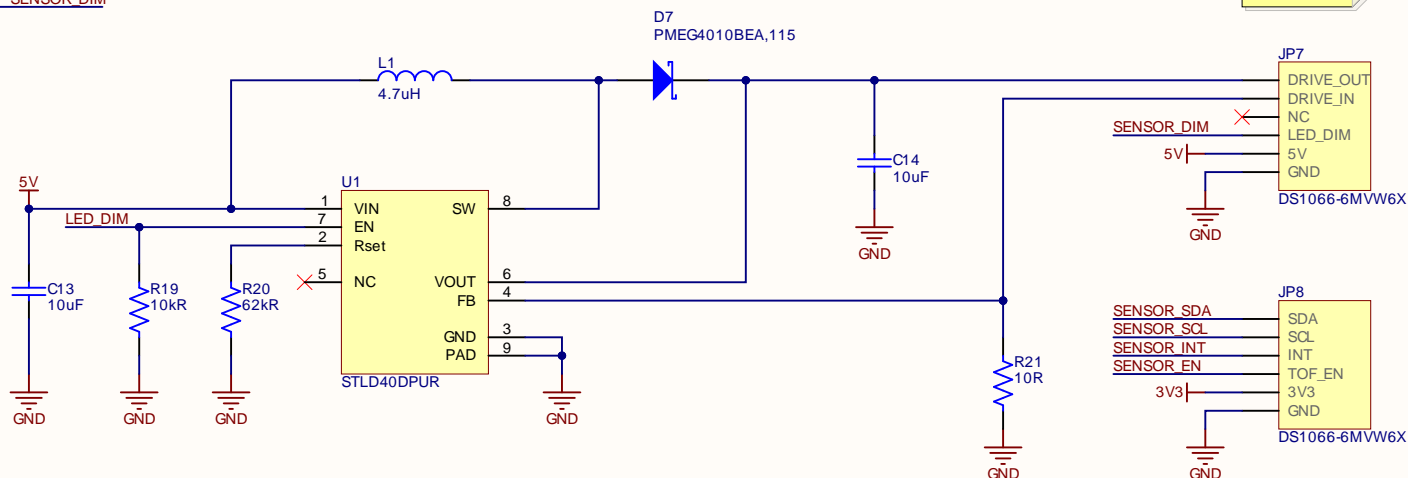 SENSOR_DIM
D7
PMEG4010BEA,115
L1
4.7uH
JP7
DRIVE_OUT
DRIVE_IN
NC
SENSOR_DIM
LED_DIM
5V
5V
GND
DS1066-6MVW6X
GND
C14
10uF
GND
5V
U1
1
VIN
SW
8
LED_DIM
7
EN
2
Rset
5
NC
VOUT
6
FB
4
GND
3
PAD
9
STLD40DPUR
C13
10uF
R19
10kR
R20
62kR
GND
GND
GND
GND
R21
10R
GND
JP8
SENSOR_SDA
SDA
SENSOR_SCL
SCL
SENSOR_INT
INT
SENSOR_EN
TOF_EN
3V3
3V3
GND
DS1066-6MVW6X
GND